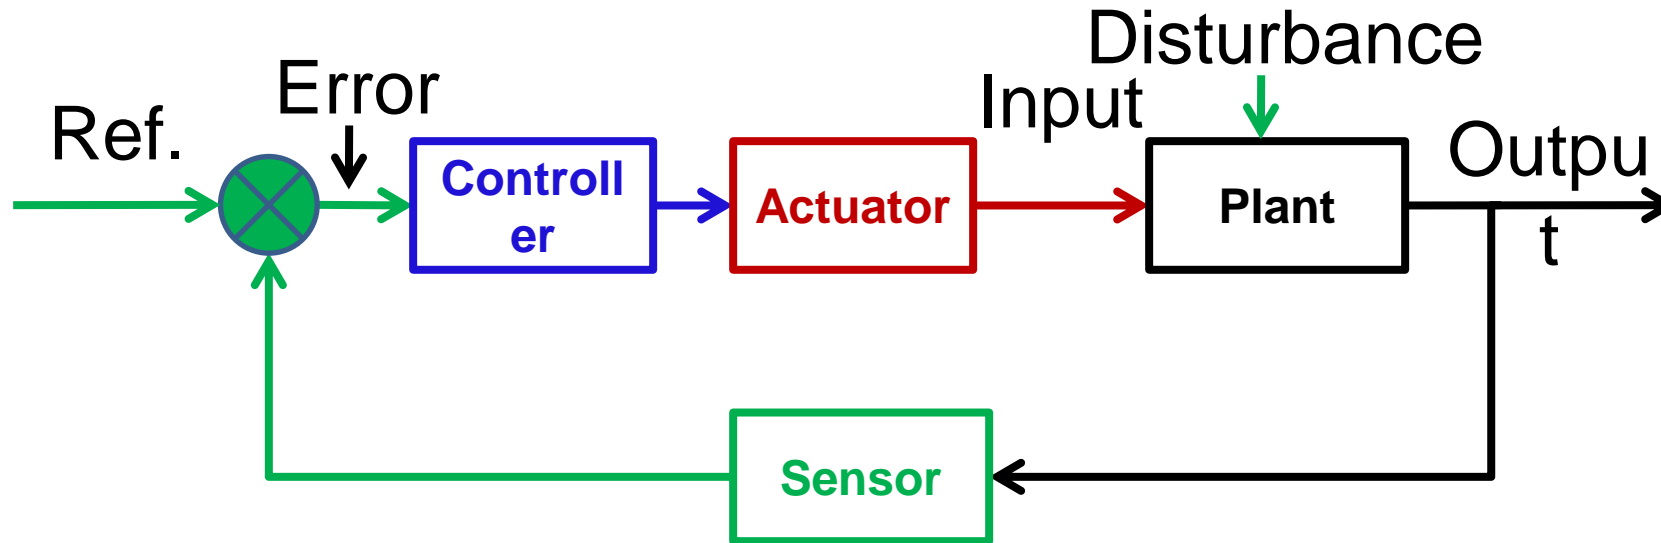 Disturbance
Error
Input
Ref.
Outpu
t
Controll
er
Actuator
Plant
Sensor